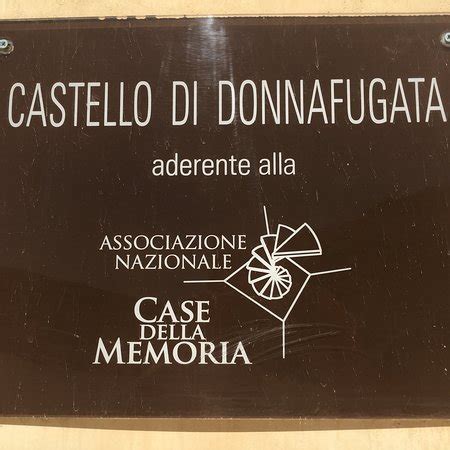 CASTELLO DI DONNAFUGATA
aderente alla
ASSOCIAZIONE
NAZIONALE
CASE
DELLA
MEMORIA